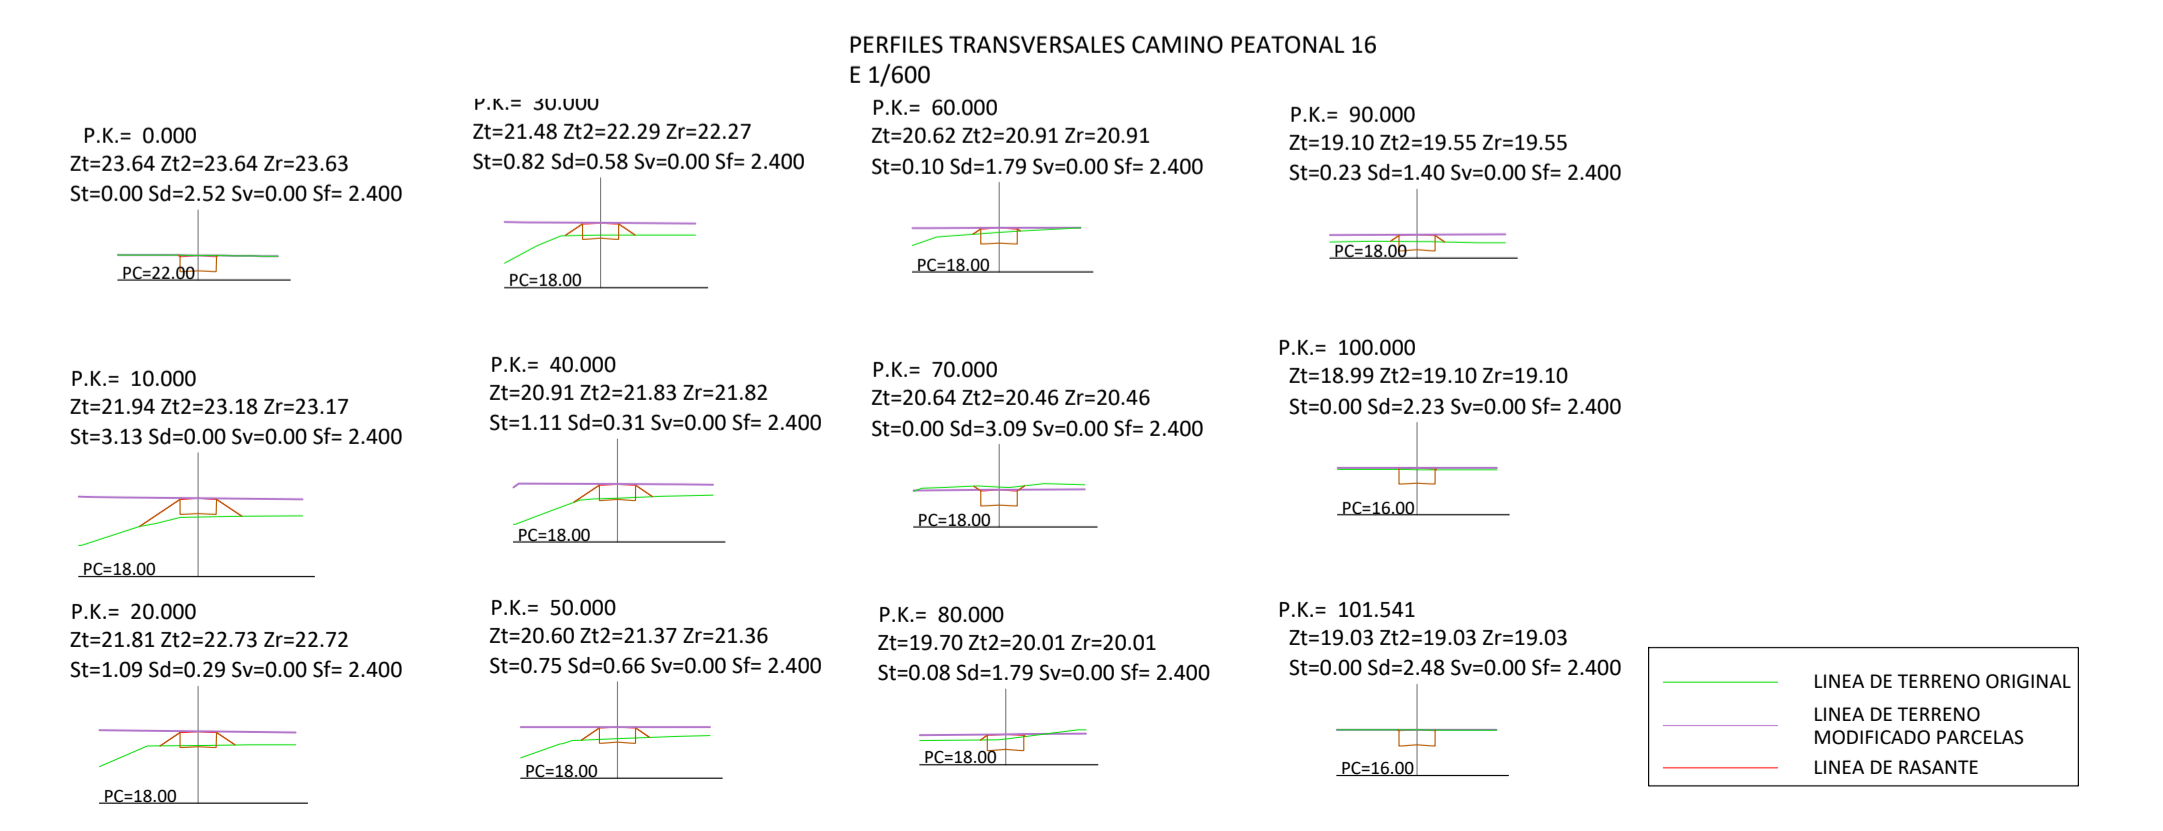 PERFILES TRANSVERSALES CAMINO PEATONAL 16
E 1/600
P.K.= 0.000
Zt=23.64 Zt2=23.64 Zr=23.63
St=0.00 Sd=2.52 Sv=0.00 Sf= 2.400
PC=22.00
P.K.= 10.000
Zt=21.94 Zt2=23.18 Zr=23.17
St=3.13 Sd=0.00 Sv=0.00 Sf= 2.400
PC=18.00
P.K.= 20.000
Zt=21.81 Zt2=22.73 Zr=22.72
St=1.09 Sd=0.29 Sv=0.00 Sf= 2.400
PC=18.00
P.K.= 30.000
Zt=21.48 Zt2=22.29 Zr=22.27
St=0.82 Sd=0.58 Sv=0.00 Sf= 2.400
PC=18.00
P.K.= 40.000
Zt=20.91 Zt2=21.83 Zr=21.82
St=1.11 Sd=0.31 Sv=0.00 Sf= 2.400
PC=18.00
P.K.= 50.000
Zt=20.60 Zt2=21.37 Zr=21.36
St=0.75 Sd=0.66 Sv=0.00 Sf= 2.400
PC=18.00
P.K.= 60.000
Zt=20.62 Zt2=20.91 Zr=20.91
St=0.10 Sd=1.79 Sv=0.00 Sf= 2.400
PC=18.00
P.K.= 70.000
Zt=20.64 Zt2=20.46 Zr=20.46
St=0.00 Sd=3.09 Sv=0.00 Sf= 2.400
PC=18.00
P.K.= 80.000
Zt=19.70 Zt2=20.01 Zr=20.01
St=0.08 Sd=1.79 Sv=0.00 Sf= 2.400
PC=18.00
P.K.= 90.000
Zt=19.10 Zt2=19.55 Zr=19.55
St=0.23 Sd=1.40 Sv=0.00 Sf= 2.400
PC=18.00
P.K.= 100.000
Zt=18.99 Zt2=19.10 Zr=19.10
St=0.00 Sd=2.23 Sv=0.00 Sf= 2.400
PC=16.00
P.K.= 101.541
Zt=19.03 Zt2=19.03 Zr=19.03
St=0.00 Sd=2.48 Sv=0.00 Sf= 2.400
PC=16.00
LINEA DE TERRENO ORIGINAL
LINEA DE TERRENO
MODIFICADO PARCELAS
LINEA DE RASANTE